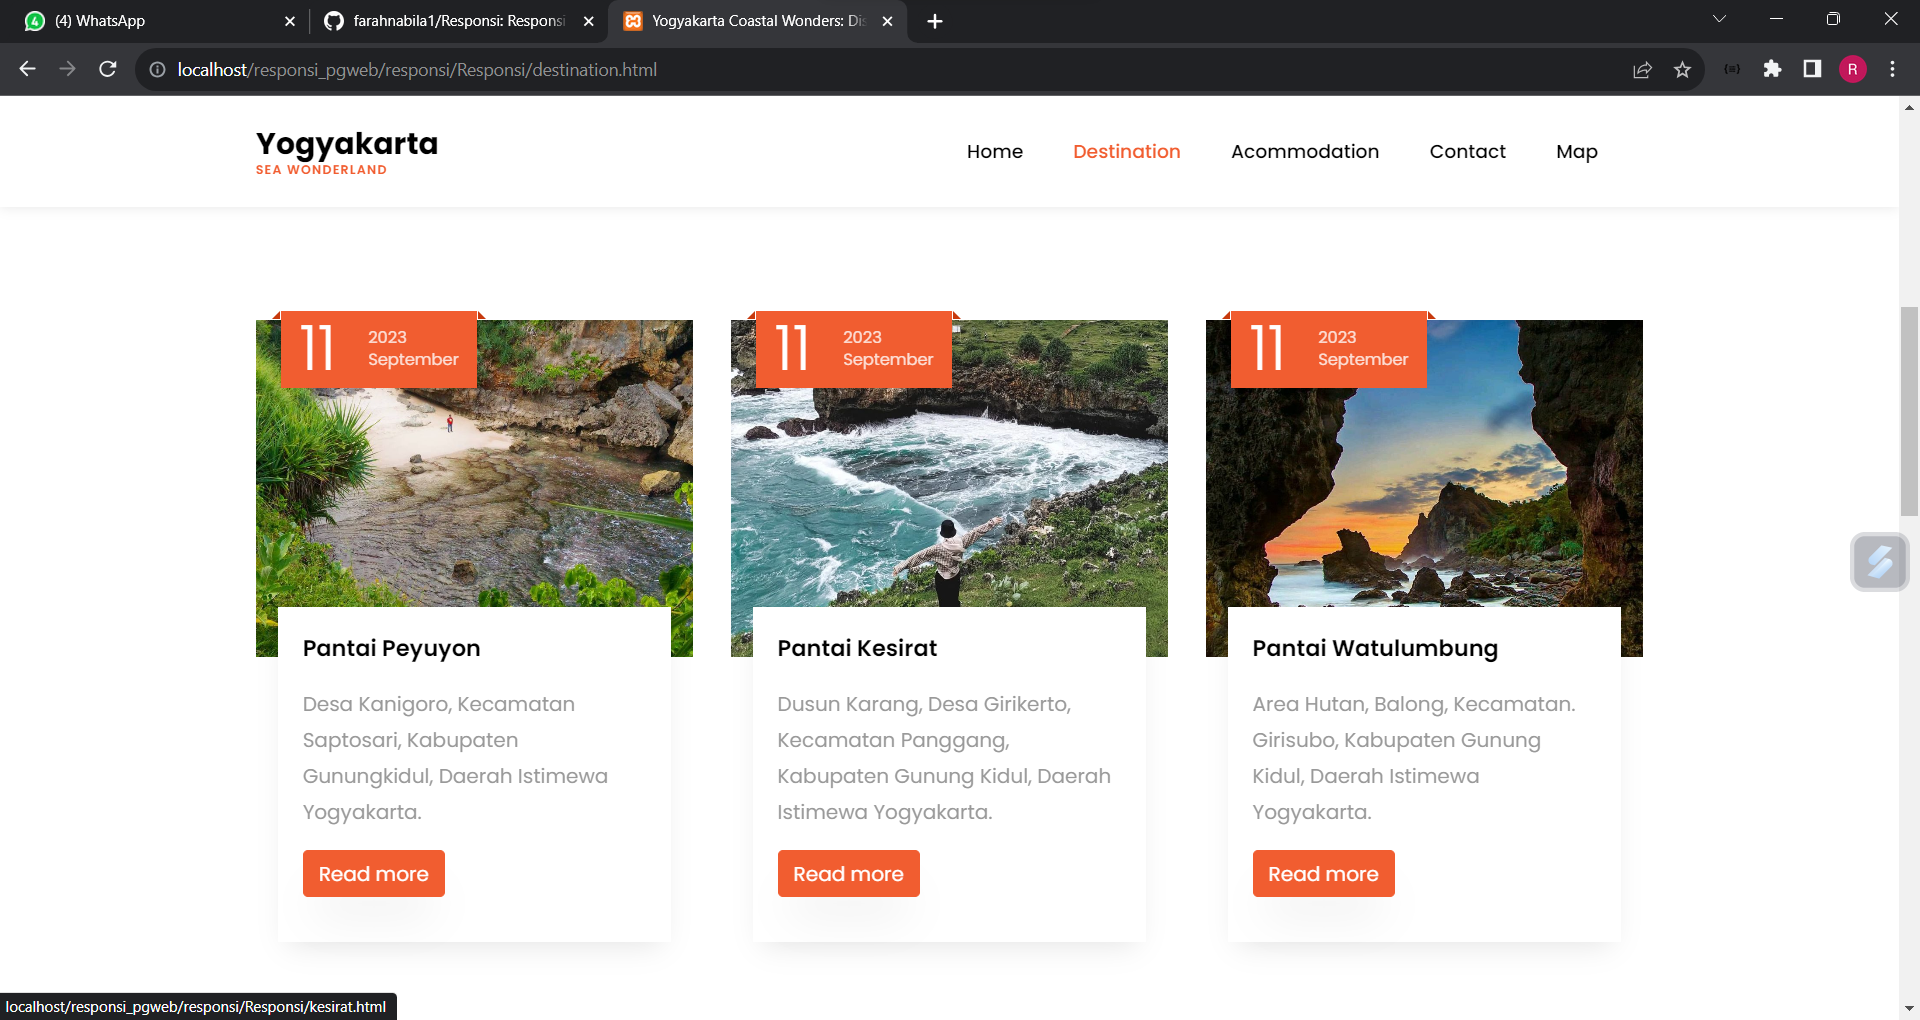 (4) WhatsApp
farahnabila1/Responsi: Responsi
Yogyakarta Coastal Wonders: Dis
localhost/responsi_pgweb/responsi/Responsi/destination.html
R
Yogyakarta
SEA WONDERLAND
Home
Destination
Acommodation
Contact
Map
11
2023
September
11
2023
September
11
2023
September
Pantai Peyuyon
Desa Kanigoro, Kecamatan
Saptosari, Kabupaten
Gunungkidul, Daerah Istimewa
Yogyakarta.
Read more
Pantai Kesirat
Dusun Karang, Desa Girikerto,
Kecamatan Panggang,
Kabupaten Gunung Kidul, Daerah
Istimewa Yogyakarta.
Read more
Pantai Watulumbung
Area Hutan, Balong, Kecamatan.
Girisubo, Kabupaten Gunung
Kidul, Daerah Istimewa
Yogyakarta.
Read more
localhost/responsi_pgweb/responsi/Responsi/kesirat.html